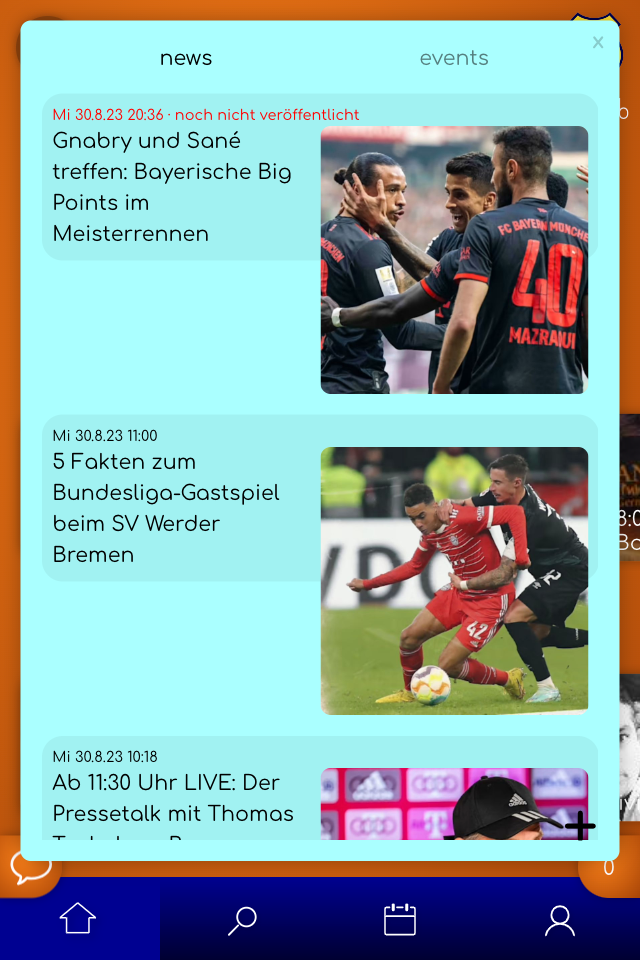 news
events
x
Mi 30.8.23 20:36 · noch nicht veröffentlicht
Gnabry und Sané
treffen: Bayerische Big
Points im
Meisterrennen
FC BAYERN MÜNCHE
40
MAZRAOUI
Mi 30.8.23 11:00
5 Fakten zum
Bundesliga-Gastspiel
beim SV Werder
Bremen
42
Mi 30.8.23 10:18
Ab 11:30 Uhr LIVE: Der
Pressetalk mit Thomas
adidas
+
0